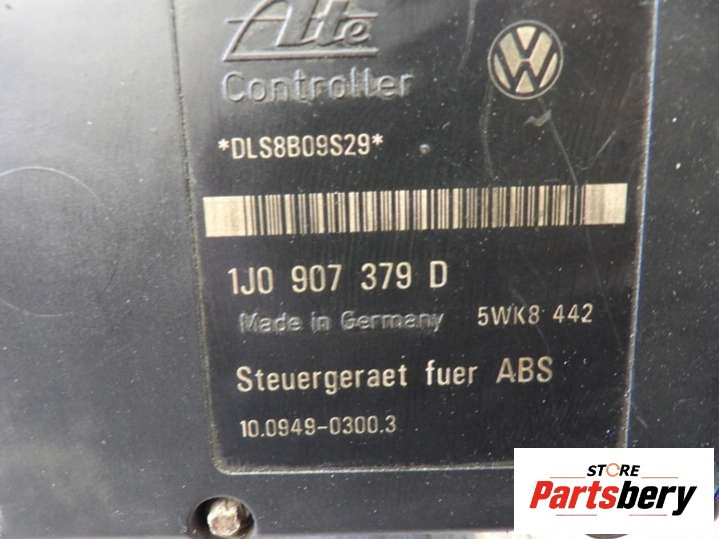 Ate
Controller
*DLS8B09S29*
1J0 907 379 D
Made in Germany 5WK8 442
Steuergeraet fuer ABS
10.0949-0300.3
STORE
Partsbery